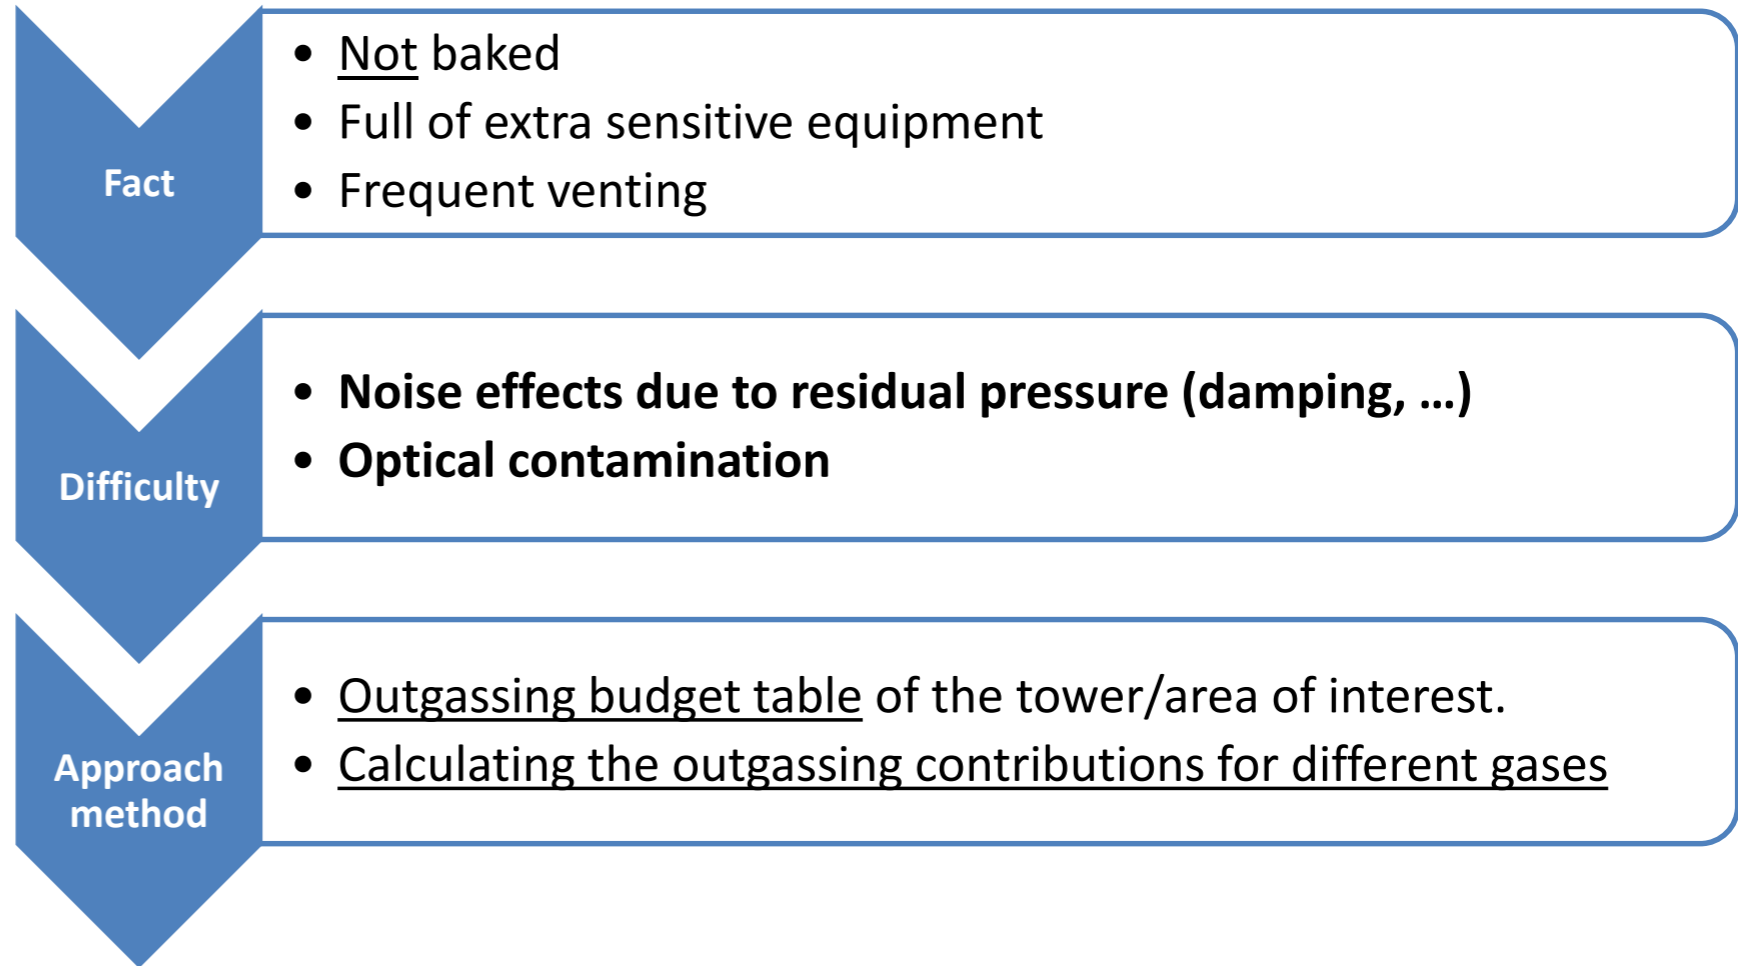 Fact
• Not baked
• Full of extra sensitive equipment
• Frequent venting
Difficulty
• Noise effects due to residual pressure (damping, ...)
• Optical contamination
Approach
method
• Outgassing budget table of the tower/area of interest.
• Calculating the outgassing contributions for different gases